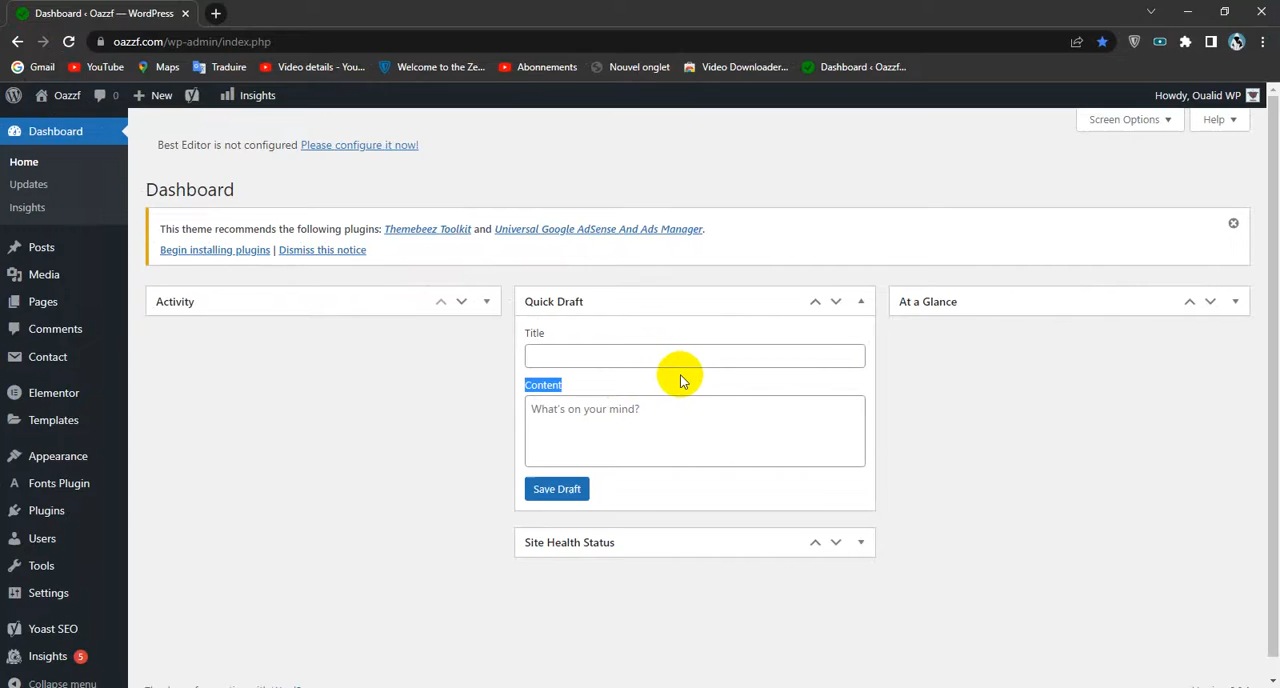 Dashboard ‹ Oazzf — WordPress
oazzf.com/wp-admin/index.php
Gmail YouTube Maps Traduire Video details - You... Welcome to the Ze... Abonnements Nouvel onglet Video Downloader... Dashboard ‹ Oazzf...
Oazzf 0 New Insights Howdy, Oualid WP
Screen Options Help
Best Editor is not configured Please configure it now!
Dashboard
Home
Updates
Insights
Posts
Media
Pages
Comments
Contact
Elementor
Templates
Appearance
Fonts Plugin
Plugins
Users
Tools
Settings
Yoast SEO
Insights 5
Collapse menu
Dashboard
This theme recommends the following plugins: Themebeez Toolkit and Universal Google AdSense And Ads Manager.
Begin installing plugins | Dismiss this notice
Activity
Quick Draft
Title
Content
What's on your mind?
Save Draft
Site Health Status
At a Glance